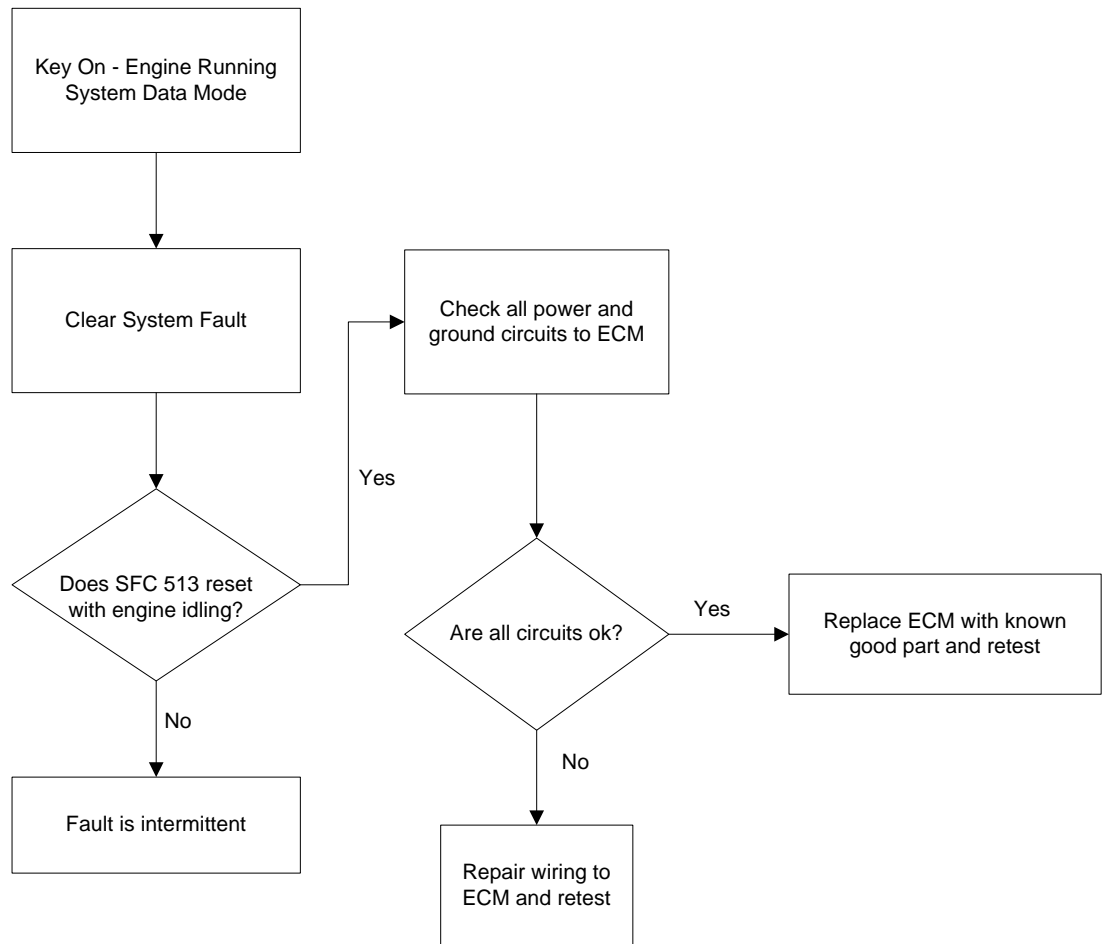 Key On - Engine Running
System Data Mode
Clear System Fault
Check all power and
ground circuits to ECM
Yes
Does SFC 513 reset
with engine idling?
Are all circuits ok?
Yes
Replace ECM with known
good part and retest
No
Fault is intermittent
No
Repair wiring to
ECM and retest